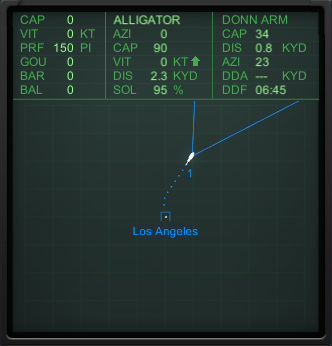 CAP 0
VIT 0 KT
PRF 150 PI
GOU 0
BAR 0
BAL 0
ALLIGATOR
AZI 0
CAP 90
VIT 0 KT
DIS 2.3 KYD
SOL 95 %
DONN ARM
CAP 34
DIS 0.8 KYD
AZI 23
DDA --- KYD
DDF 06:45
1
Los Angeles